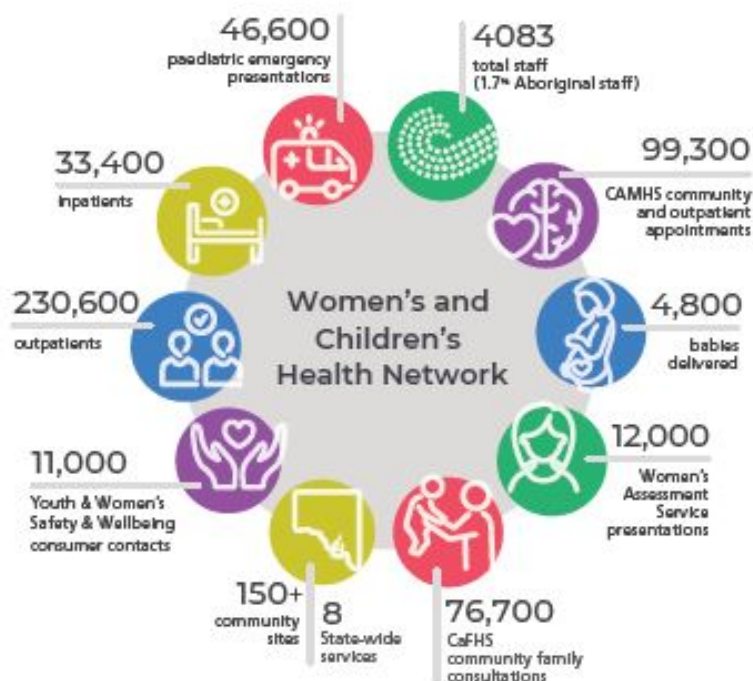 46,600
paediatric emergency
presentations
4083
total staff
(1.7% Aboriginal staff)
99,300
CAMHS community
and outpatient
appointments
4,800
babies
delivered
12,000
Women's
Assessment
Service
presentations
76,700
CaFHS
community family
consultations
8
State-wide
services
150+
community
sites
11,000
Youth & Women's
Safety & Wellbeing
consumer contacts
230,600
outpatients
33,400
Inpatients
Women's and
Children's
Health Network